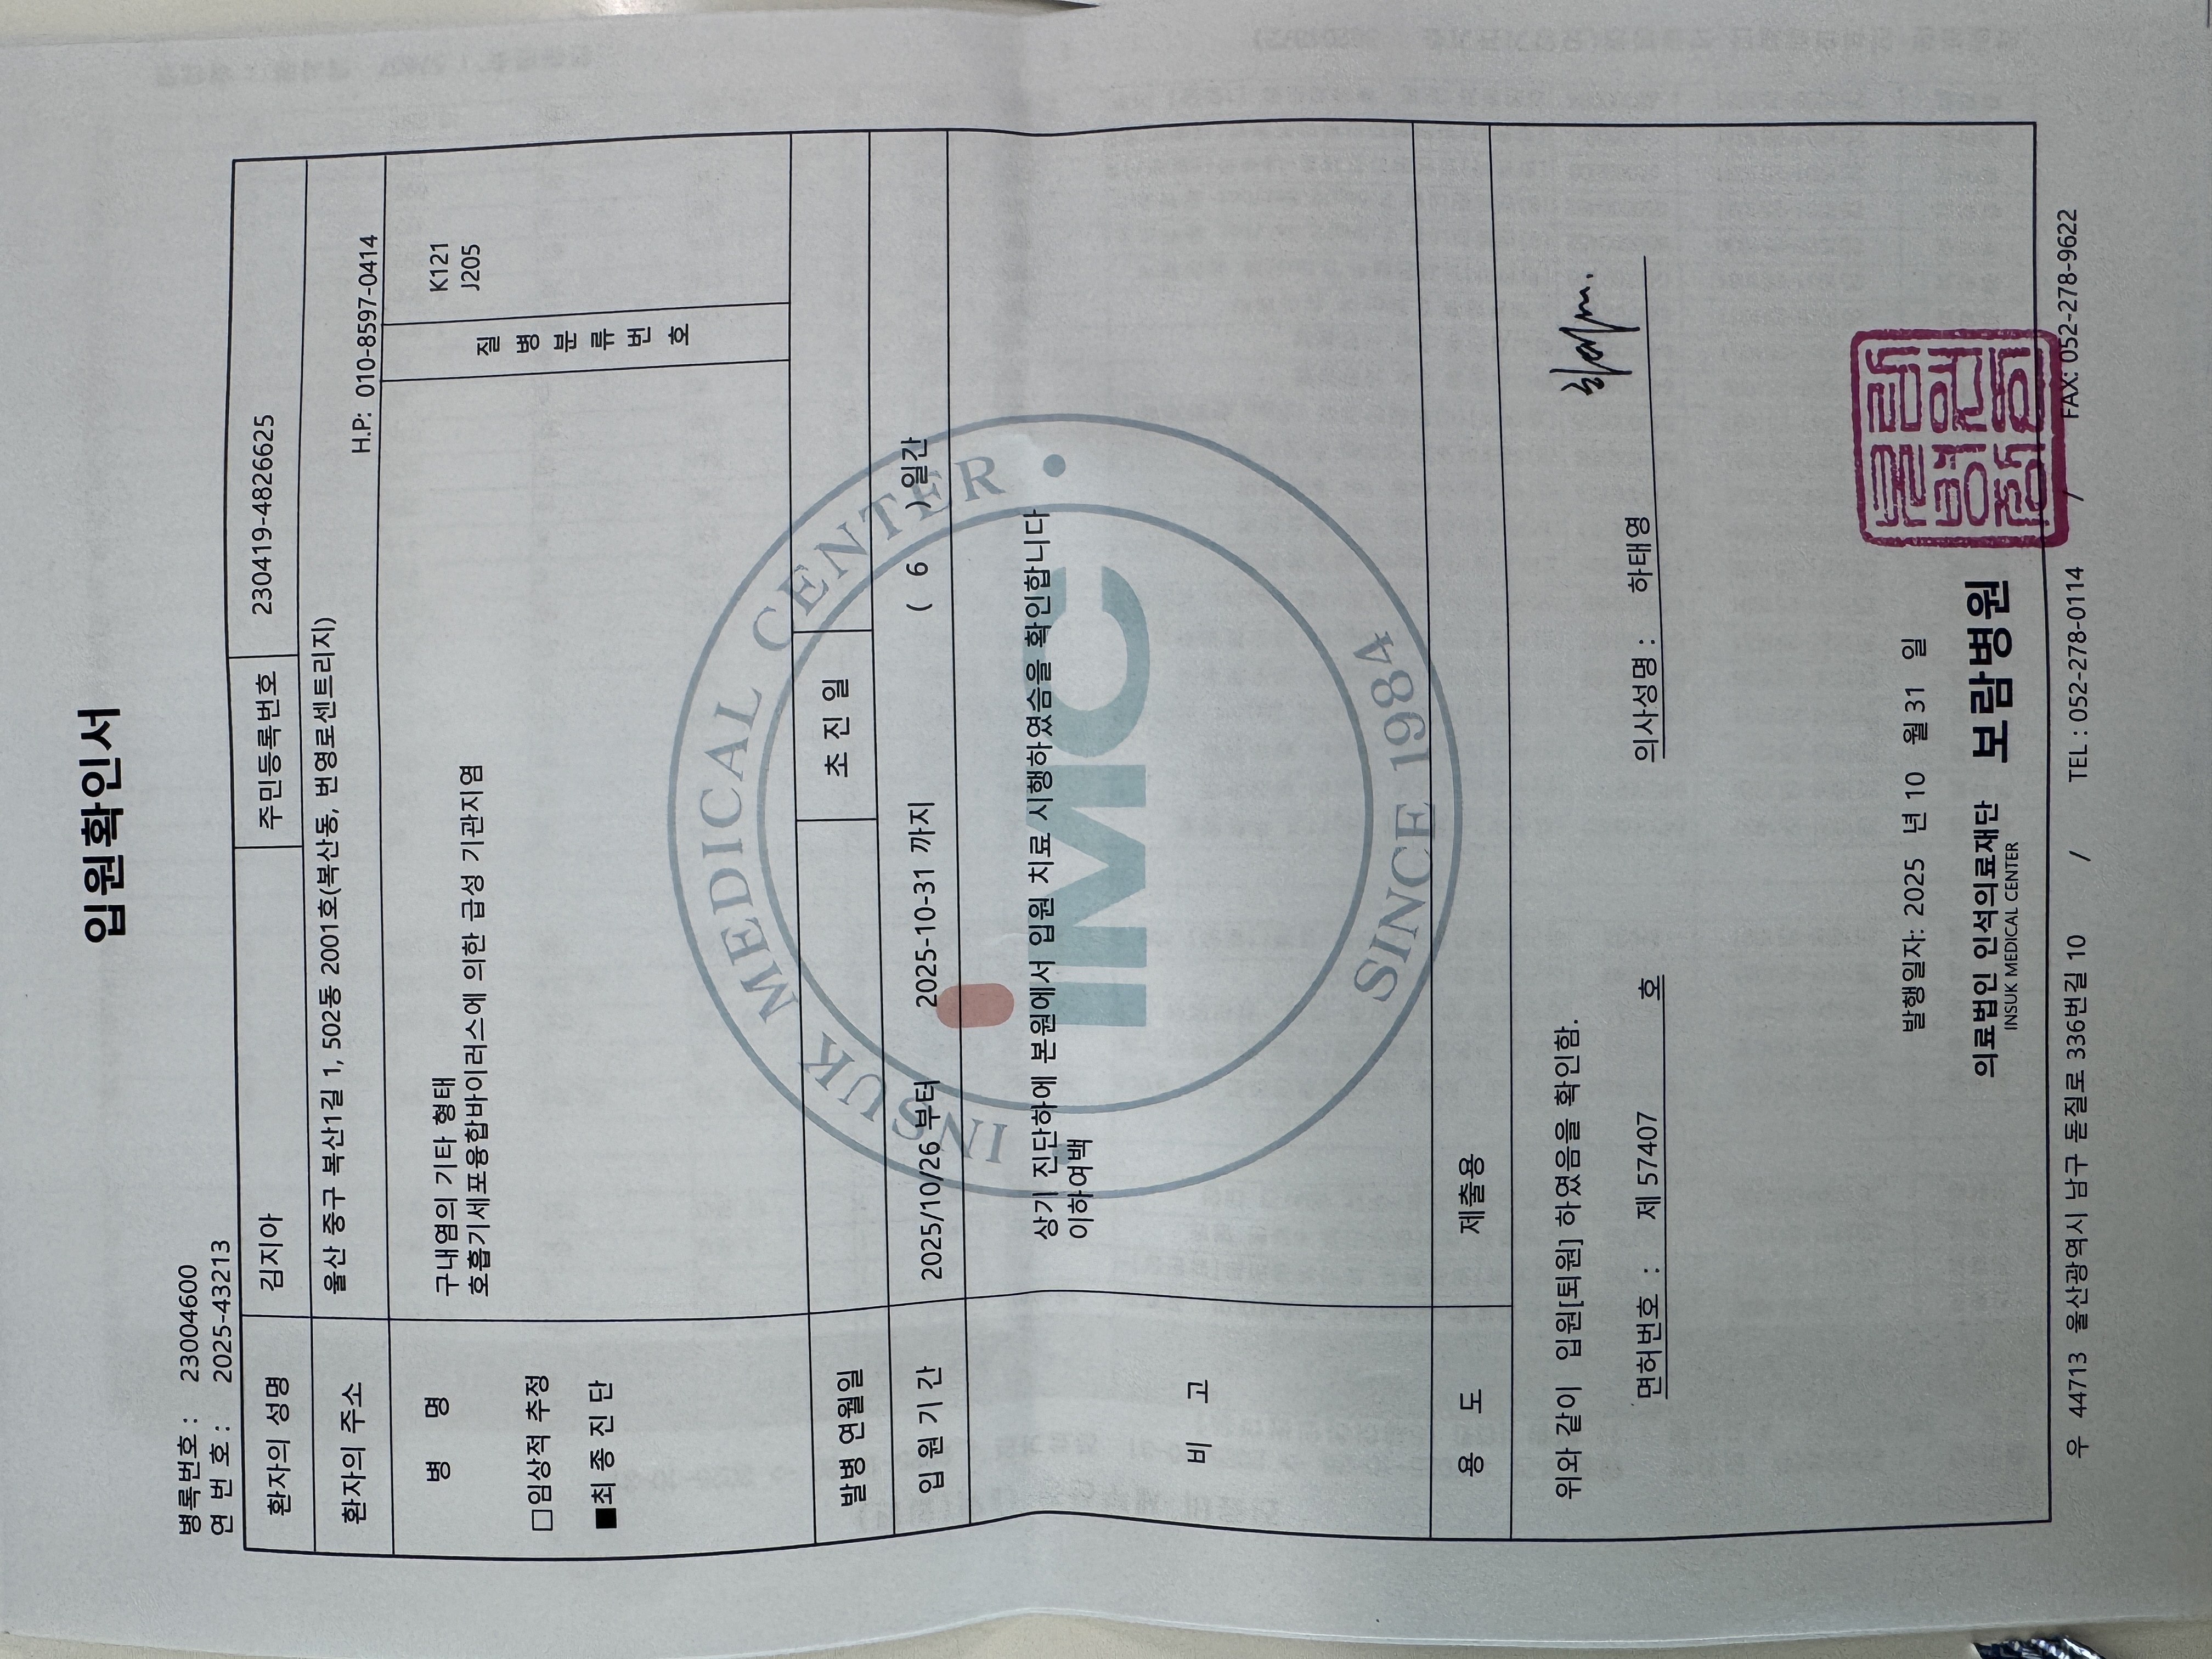 입원확인서
병록번호 : 23004600
연 번 호 : 2025-43213
환자의 성명 김지아 주민등록번호 230419-4826625
환자의 주소 울산 중구 복산1길 1, 502동 2001호(복산동, 번영로센트리지)
H.P: 010-8597-0414
병 명
□임상적 추정
■최 종 진 단
구내염의 기타 형태
호흡기세포융합바이러스에 의한 급성 기관지염
질병분류번호
K121
J205
발병 연월일 초 진 일
입 원 기 간 2025/10/26 부터 2025-10-31 까지 ( 6 ) 일간
비 고
상기 진단하에 본원에서 입원 치료 시행하였슴을 확인합니다
이하여백
용 도 제출용
위와 같이 입원[퇴원] 하였음을 확인함.
면허번호 : 제 57407 호 의사성명 : 하태영
발행일자: 2025 년 10 월 31 일
의료법인 인석의료재단 보람병원
INSUK MEDICAL CENTER
우 44713 울산광역시 남구 돋질로 336번길 10 / TEL : 052-278-0114 / FAX: 052-278-9622
INSUK MEDICAL CENTER
iMC
SINCE 1984